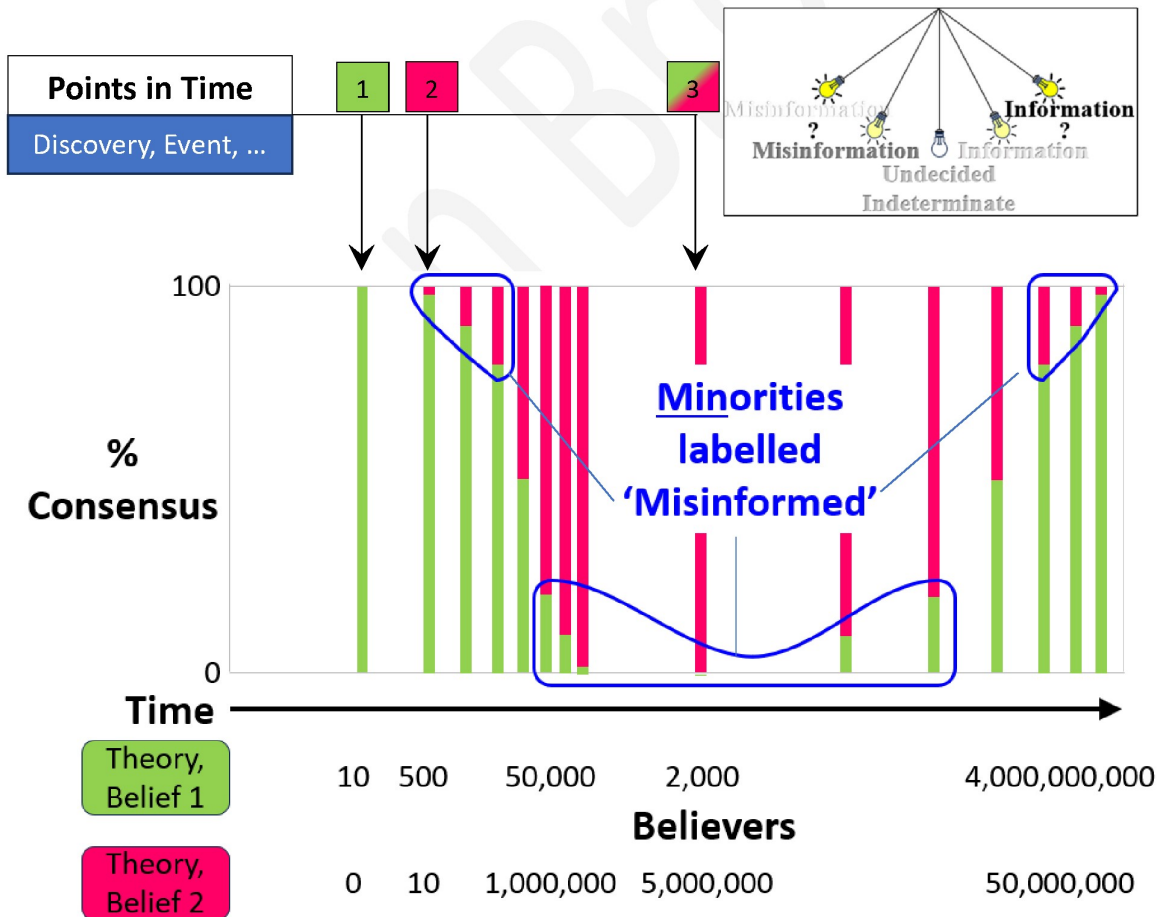 Points in Time
1
2
3
Discovery, Event, ...
Misinformation
?
Information
?
Misinformation
Information
Undecided
Indeterminate
100
Minorities
labelled
‘Misinformed’
%
Consensus
0
Time
Theory,
Belief 1
10
500
50,000
2,000
4,000,000,000
Believers
Theory,
Belief 2
0
10
1,000,000
5,000,000
50,000,000